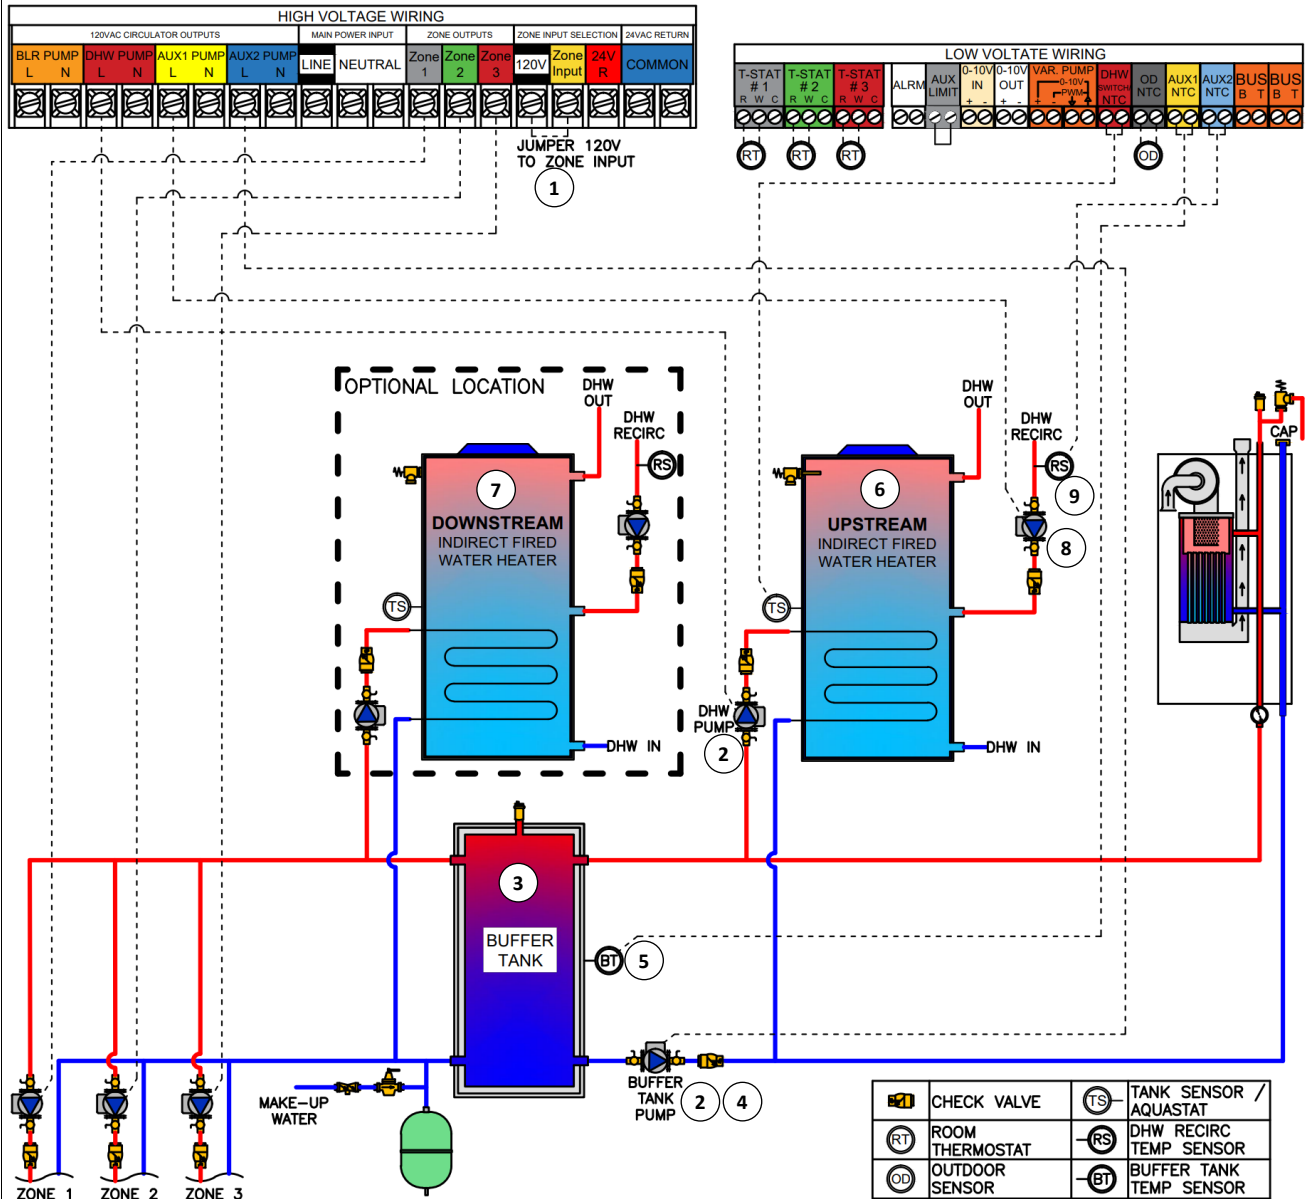 HIGH VOLTAGE WIRING
120VAC CIRCULATOR OUTPUTS MAIN POWER INPUT ZONE OUTPUTS ZONE INPUT SELECTION 24VAC RETURN
BLR PUMP DHW PUMP AUX1 PUMP AUX2 PUMP LINE NEUTRAL Zone 1 Zone 2 Zone 3 120V Zone Input 24V R COMMON
L N L N L N L N
JUMPER 120V
TO ZONE INPUT
1
LOW VOLTATE WIRING
T-STAT # 1 T-STAT # 2 T-STAT # 3 ALRM AUX LIMIT 0-10V IN 0-10V OUT VAR. PUMP DHW SWITCH/ NTC OD NTC AUX1 NTC AUX2 NTC BUS BUS
0-10V
PWM
R W C R W C R W C + - + - + - B T B T
RT RT RT OD
OPTIONAL LOCATION
DHW
OUT
DHW
RECIRC
RS
7
DOWNSTREAM
INDIRECT FIRED
WATER HEATER
TS
DHW IN
DHW
OUT
DHW
RECIRC
RS
9
6
UPSTREAM
INDIRECT FIRED
WATER HEATER
8
TS
DHW
PUMP
2
DHW IN
CAP
3
BUFFER
TANK
BT
5
BUFFER
TANK
PUMP
2
4
MAKE-UP
WATER
ZONE 1
ZONE 2
ZONE 3
CHECK VALVE
TS
TANK SENSOR /
AQUASTAT
RT
ROOM
THERMOSTAT
RS
DHW RECIRC
TEMP SENSOR
OD
OUTDOOR
SENSOR
BT
BUFFER TANK
TEMP SENSOR